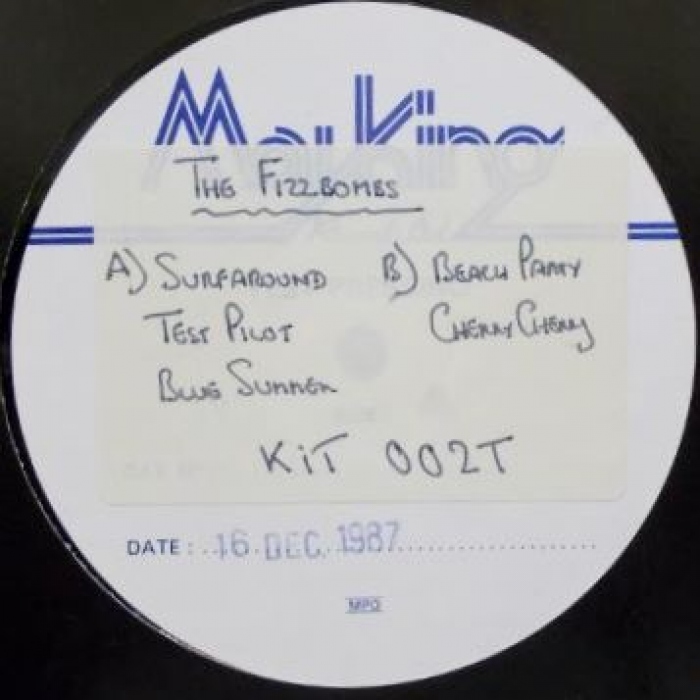 MayKing
THE FIZZBOMBS
A) SURFAROUND
TEST PILOT
BLUE SUMMER
B) BEACH PARTY
CHERRY CHERRY
KiT 002T
DATE : 16 DEC. 1987
MPO